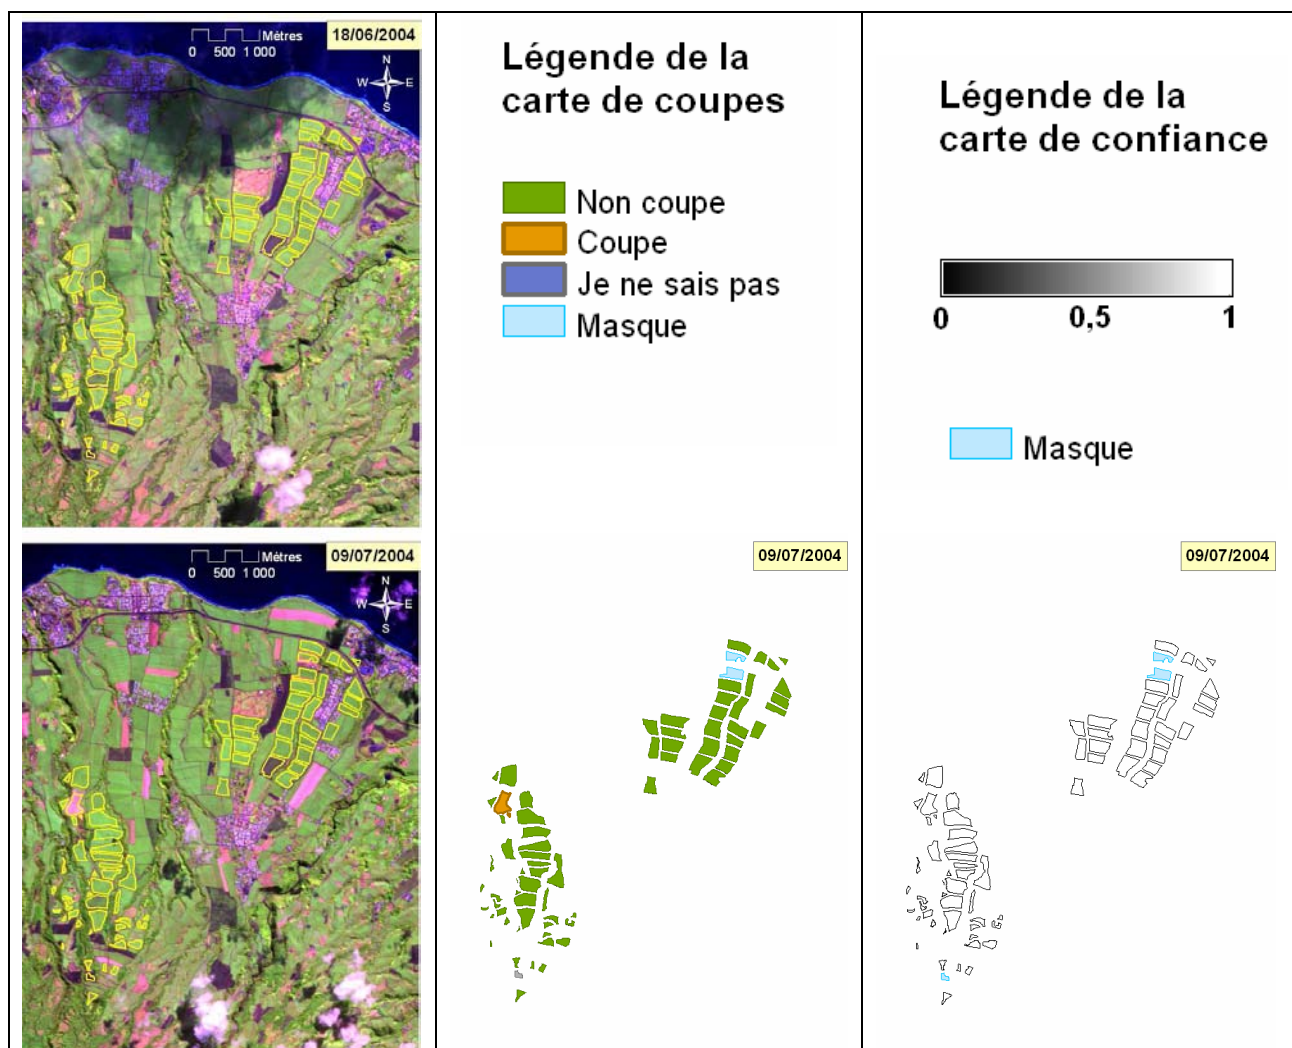 Métres
0 500 1 000
18/06/2004
N
W E
S
Légende de la
carte de coupes
Non coupe
Coupe
Je ne sais pas
Masque
Légende de la
carte de confiance
0 0,5 1
Masque
Métres
0 500 1 000
09/07/2004
N
W E
S
09/07/2004
09/07/2004